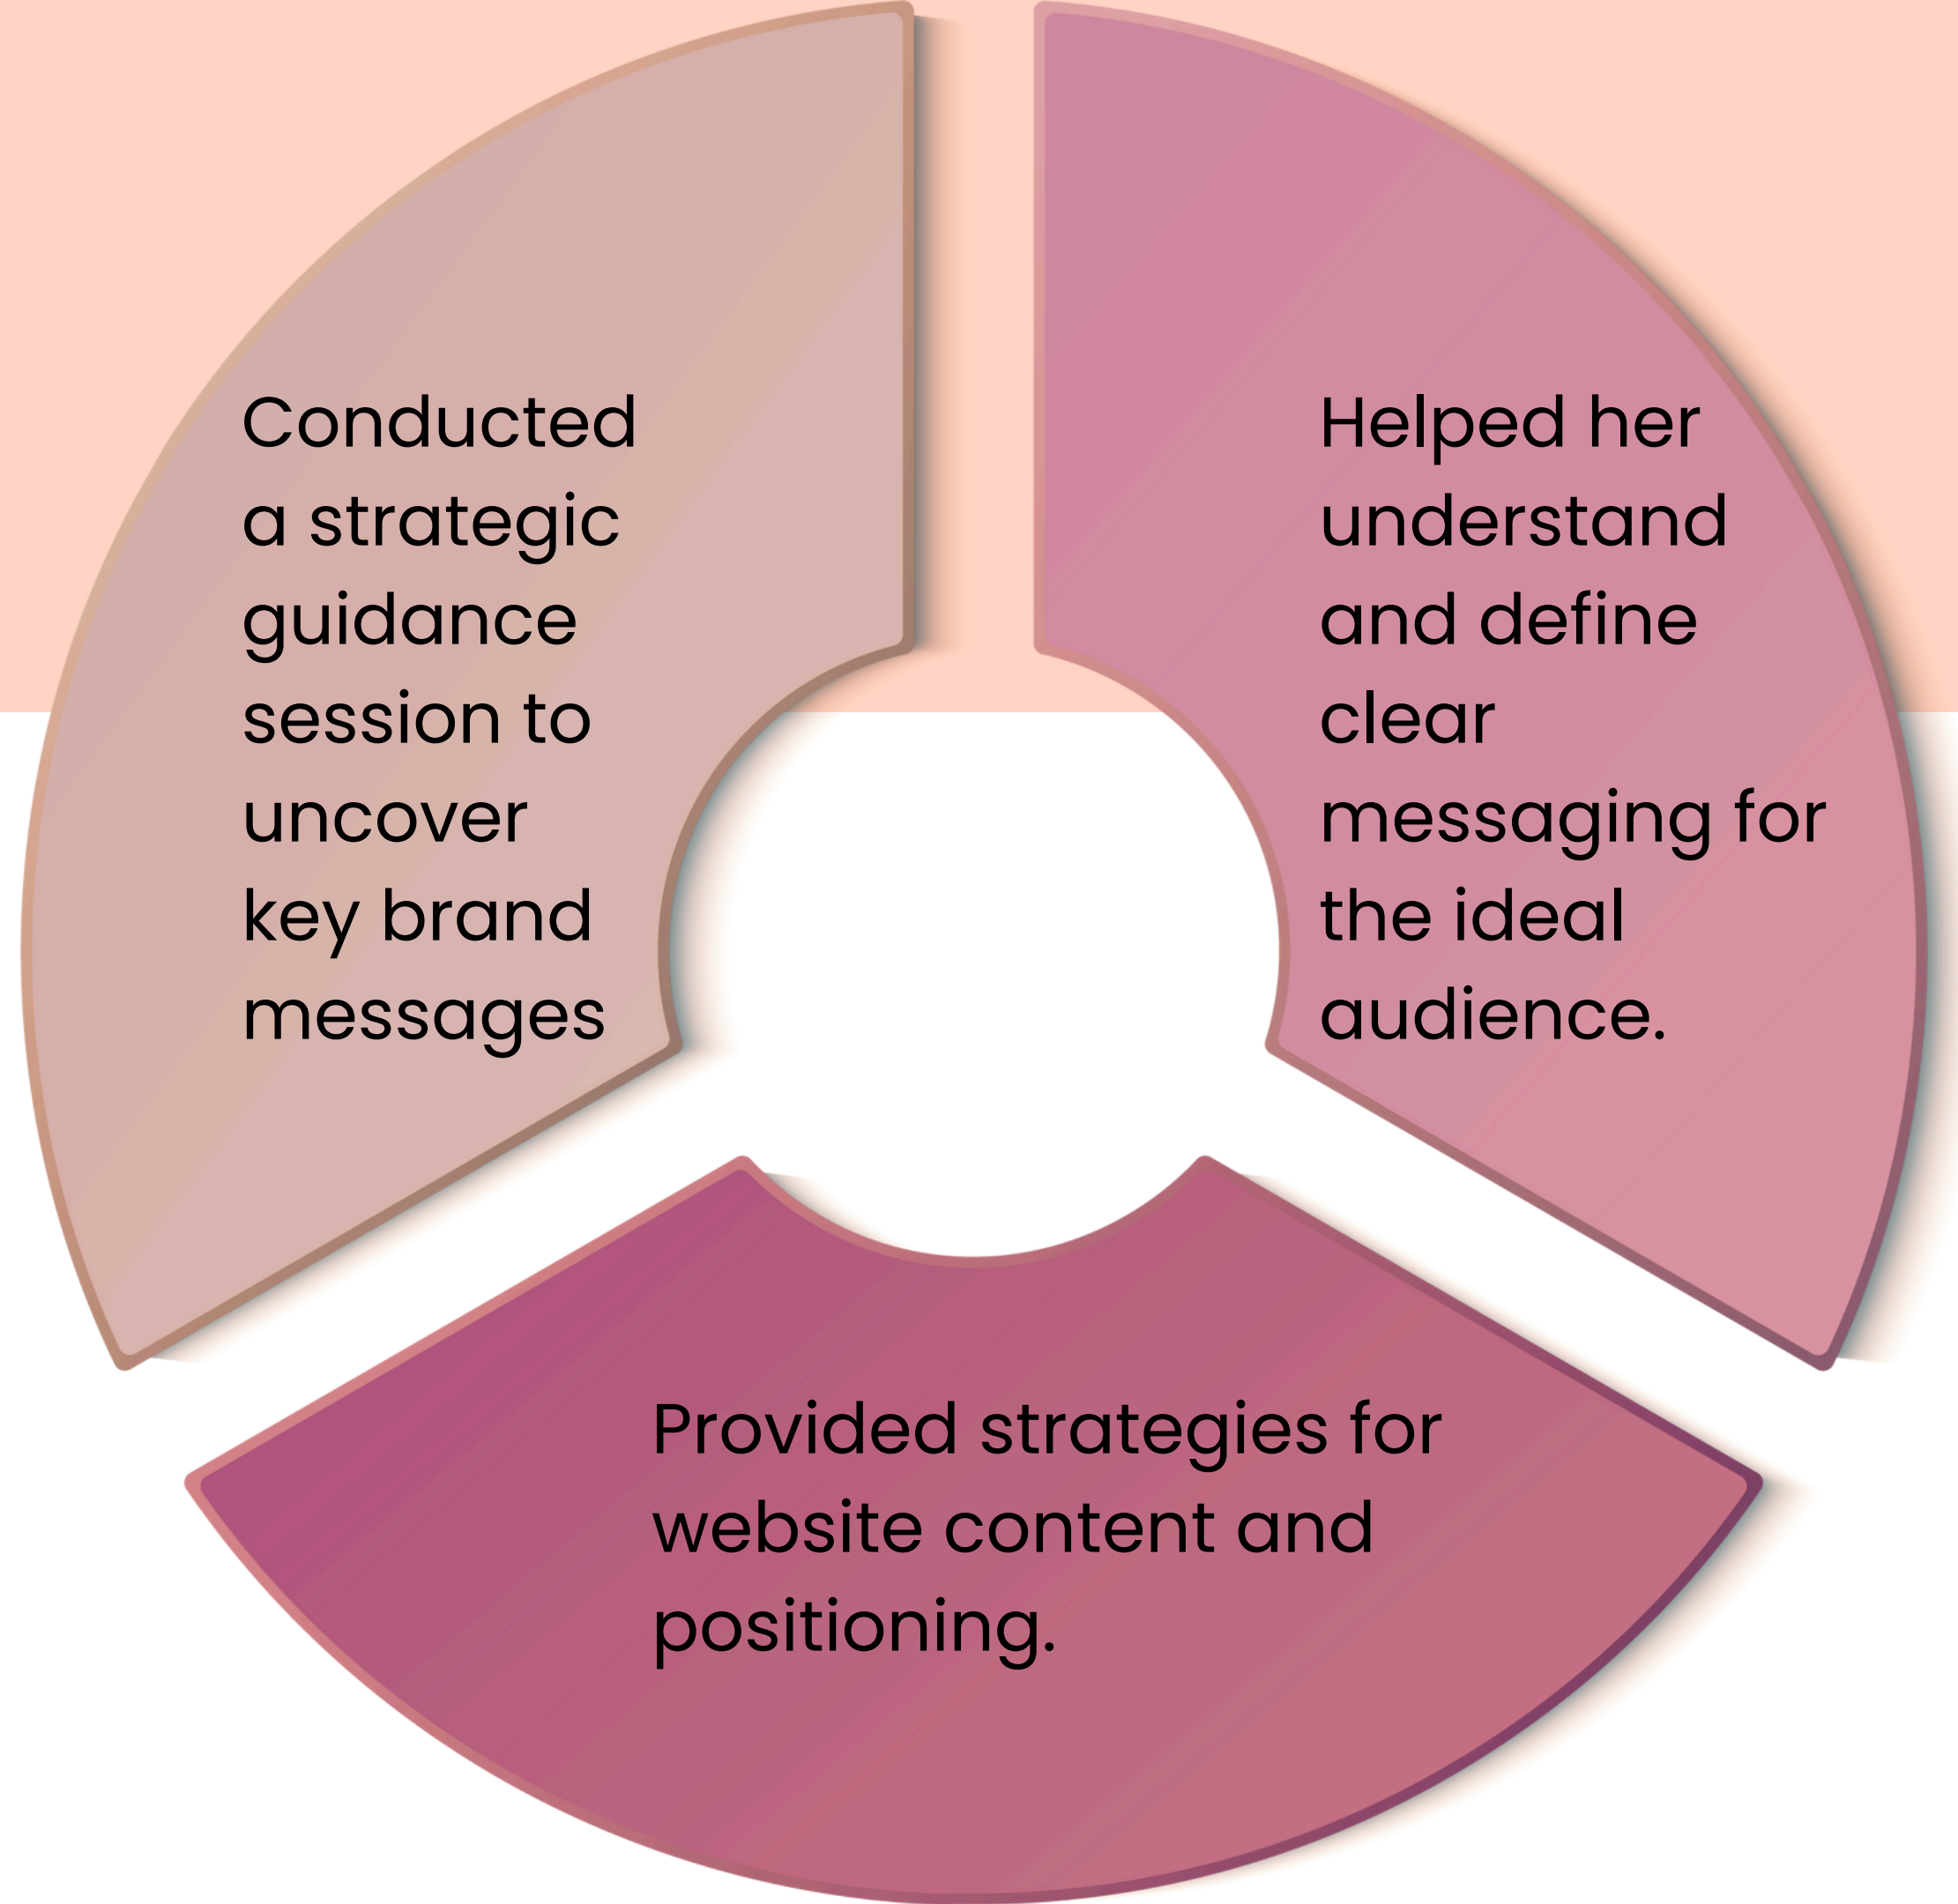 Conducted
a strategic
guidance
session to
uncover
key brand
messages
Helped her
understand
and define
clear
messaging for
the ideal
audience.
Provided strategies for
website content and
positioning.